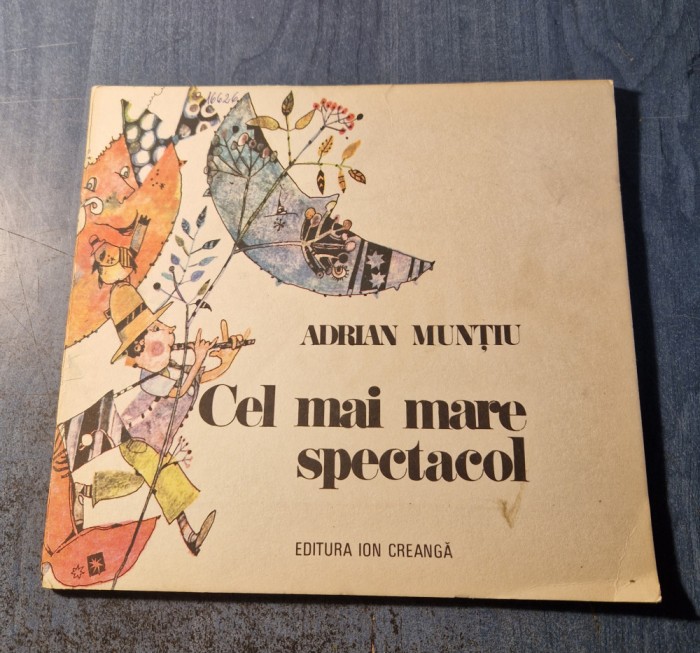 16626
ADRIAN MUNȚIU
Cel mai mare
spectacol
EDITURA ION CREANGĂ